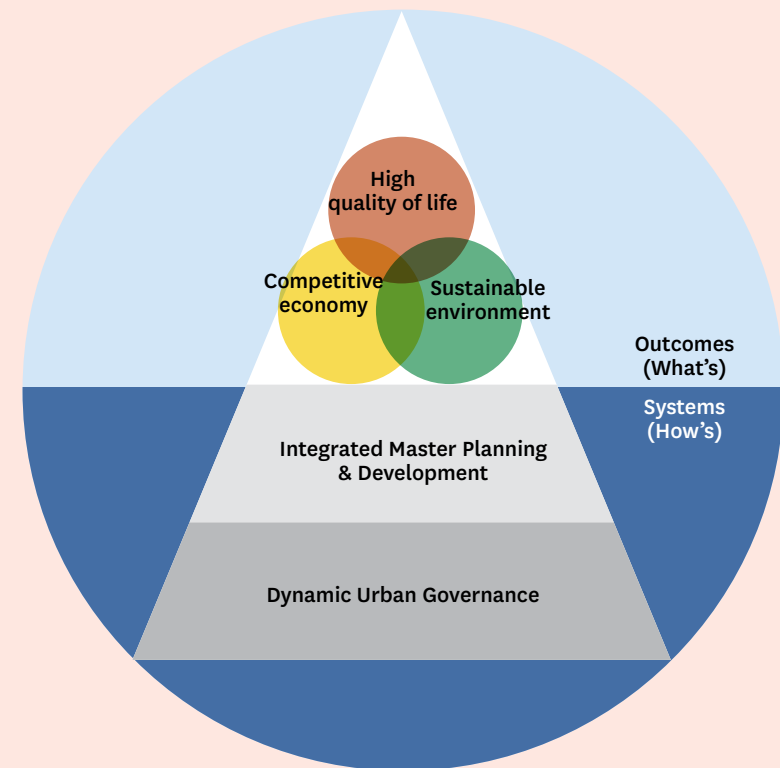 High
quality of life
Competitive
economy
Sustainable
environment
Outcomes
(What’s)
Systems
(How’s)
Integrated Master Planning
& Development
Dynamic Urban Governance